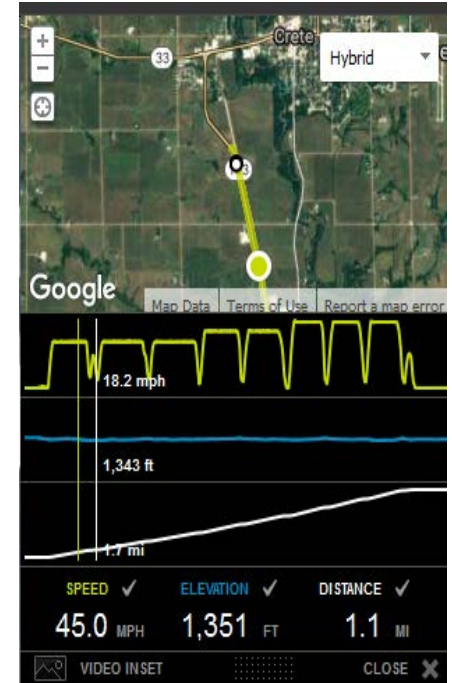 +
Crete
Hybrid
33
−
Google
Map Data Terms of Use Report a map error
18.2 mph
1,343 ft
1.7 mi
SPEED ✓ ELEVATION ✓ DISTANCE ✓
45.0 MPH 1,351 FT 1.1 MI
VIDEO INSET CLOSE X